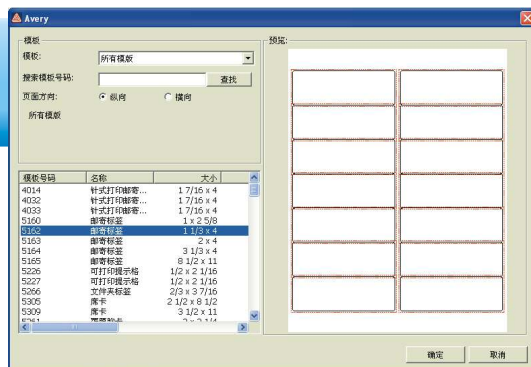 Avery
模板
模板:
所有模版
搜索模板号码:
查找
页面方向:
纵向
横向
所有模版
模板号码 名称 大小
4014 针式打印邮寄... 1 7/16 x 4
4032 针式打印邮寄... 1 7/16 x 4
4033 针式打印邮寄... 1 7/16 x 4
5160 邮寄标签 1 x 2 5/8
5162 邮寄标签 1 1/3 x 4
5163 邮寄标签 2 x 4
5164 邮寄标签 3 1/3 x 4
5165 邮寄标签 8 1/2 x 11
5226 可打印提示格 1/2 x 2 1/16
5227 可打印提示格 1/2 x 2 1/16
5266 文件夹标签 2/3 x 3 7/16
5305 席卡 2 1/2 x 8 1/2
5309 席卡 3 1/2 x 11
预览:
确定
取消